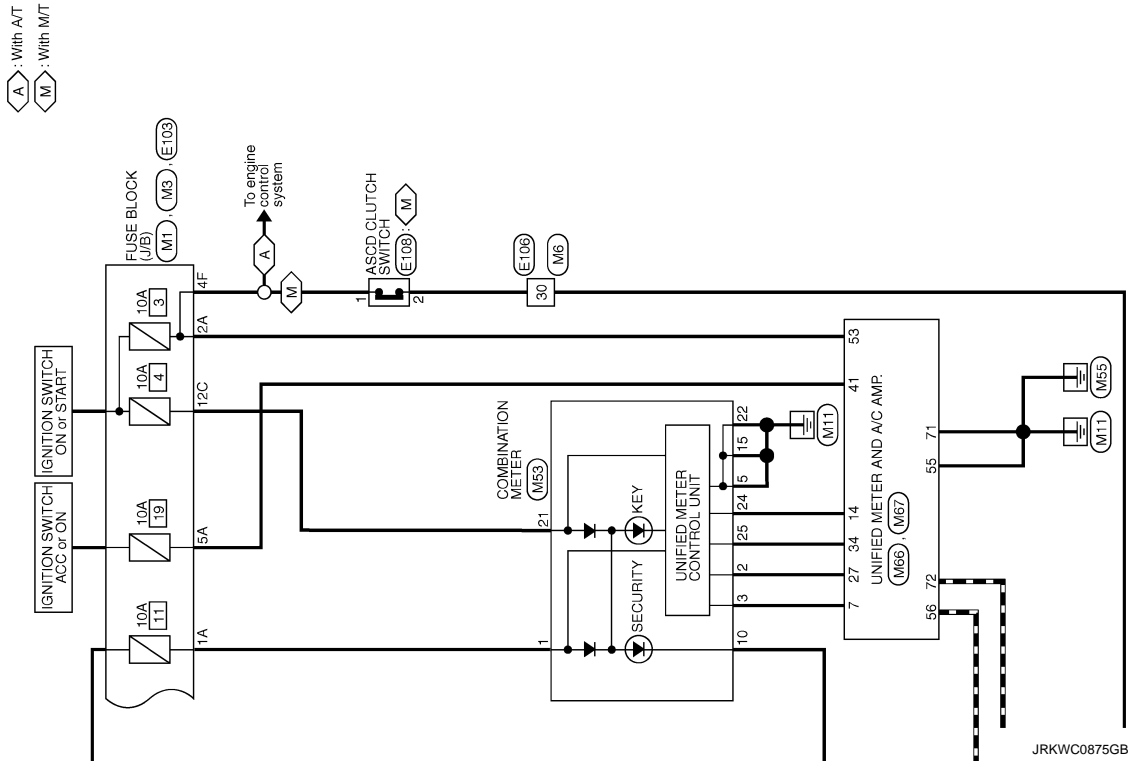 A : With A/T
M : With M/T
IGNITION SWITCH
ON or START
IGNITION SWITCH
ACC or ON
FUSE BLOCK
(J/B)
M1 , M3 , E103
10A
3
10A
4
10A
19
10A
11
4F
2A
12C
5A
1A
To engine
control
system
A
M
ASCD CLUTCH
SWITCH
E108 : M
1
2
E106
M6
30
COMBINATION
METER
M53
21
1
KEY
SECURITY
UNIFIED METER
CONTROL UNIT
22
15
5
24
25
2
3
10
M11
53
41
14
34
27
7
UNIFIED METER AND A/C AMP.
M66 , M67
71
55
72
56
M55
M11
JRKWC0875GB